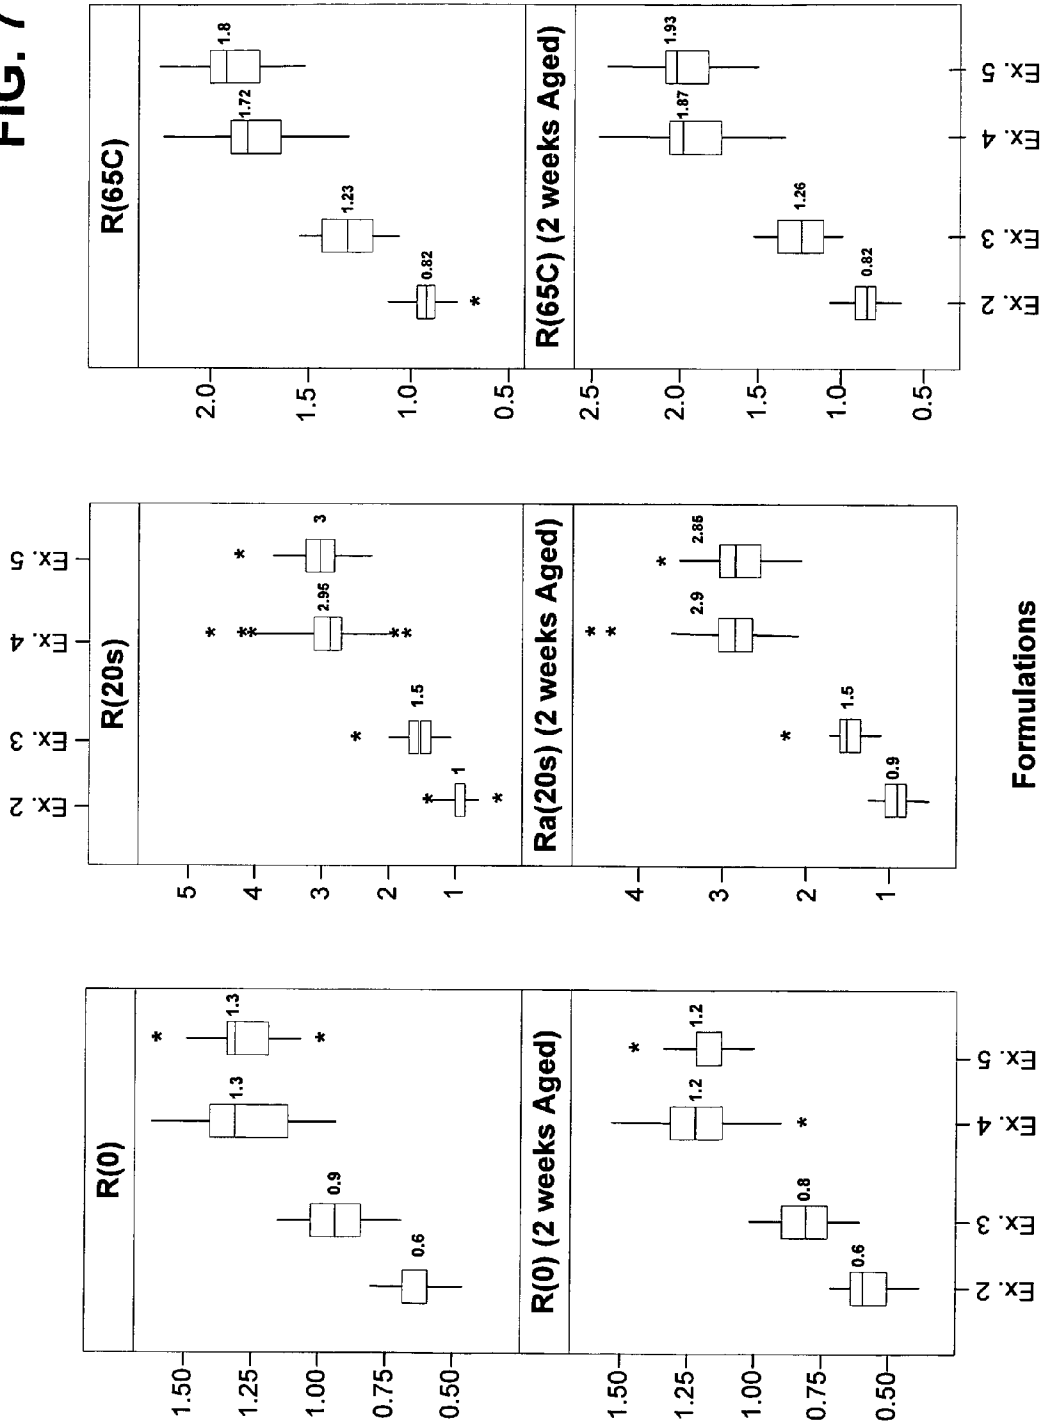 FIG. 7
R(0)
1.50
1.25
1.00
0.75
0.50
0.6
0.9
1.3
1.3
R(0) (2 weeks Aged)
1.50
1.25
1.00
0.75
0.50
0.6
0.8
1.2
1.2
Ex. 2
Ex. 3
Ex. 4
Ex. 5
Ex. 2
Ex. 3
Ex. 4
Ex. 5
R(20s)
5
4
3
2
1
1
1.5
2.95
3
Ra(20s) (2 weeks Aged)
4
3
2
1
0.9
1.5
2.9
2.85
R(65C)
2.0
1.5
1.0
0.5
0.82
1.23
1.72
1.8
R(65C) (2 weeks Aged)
2.5
2.0
1.5
1.0
0.5
0.82
1.26
1.87
1.93
Ex. 2
Ex. 3
Ex. 4
Ex. 5
Formulations